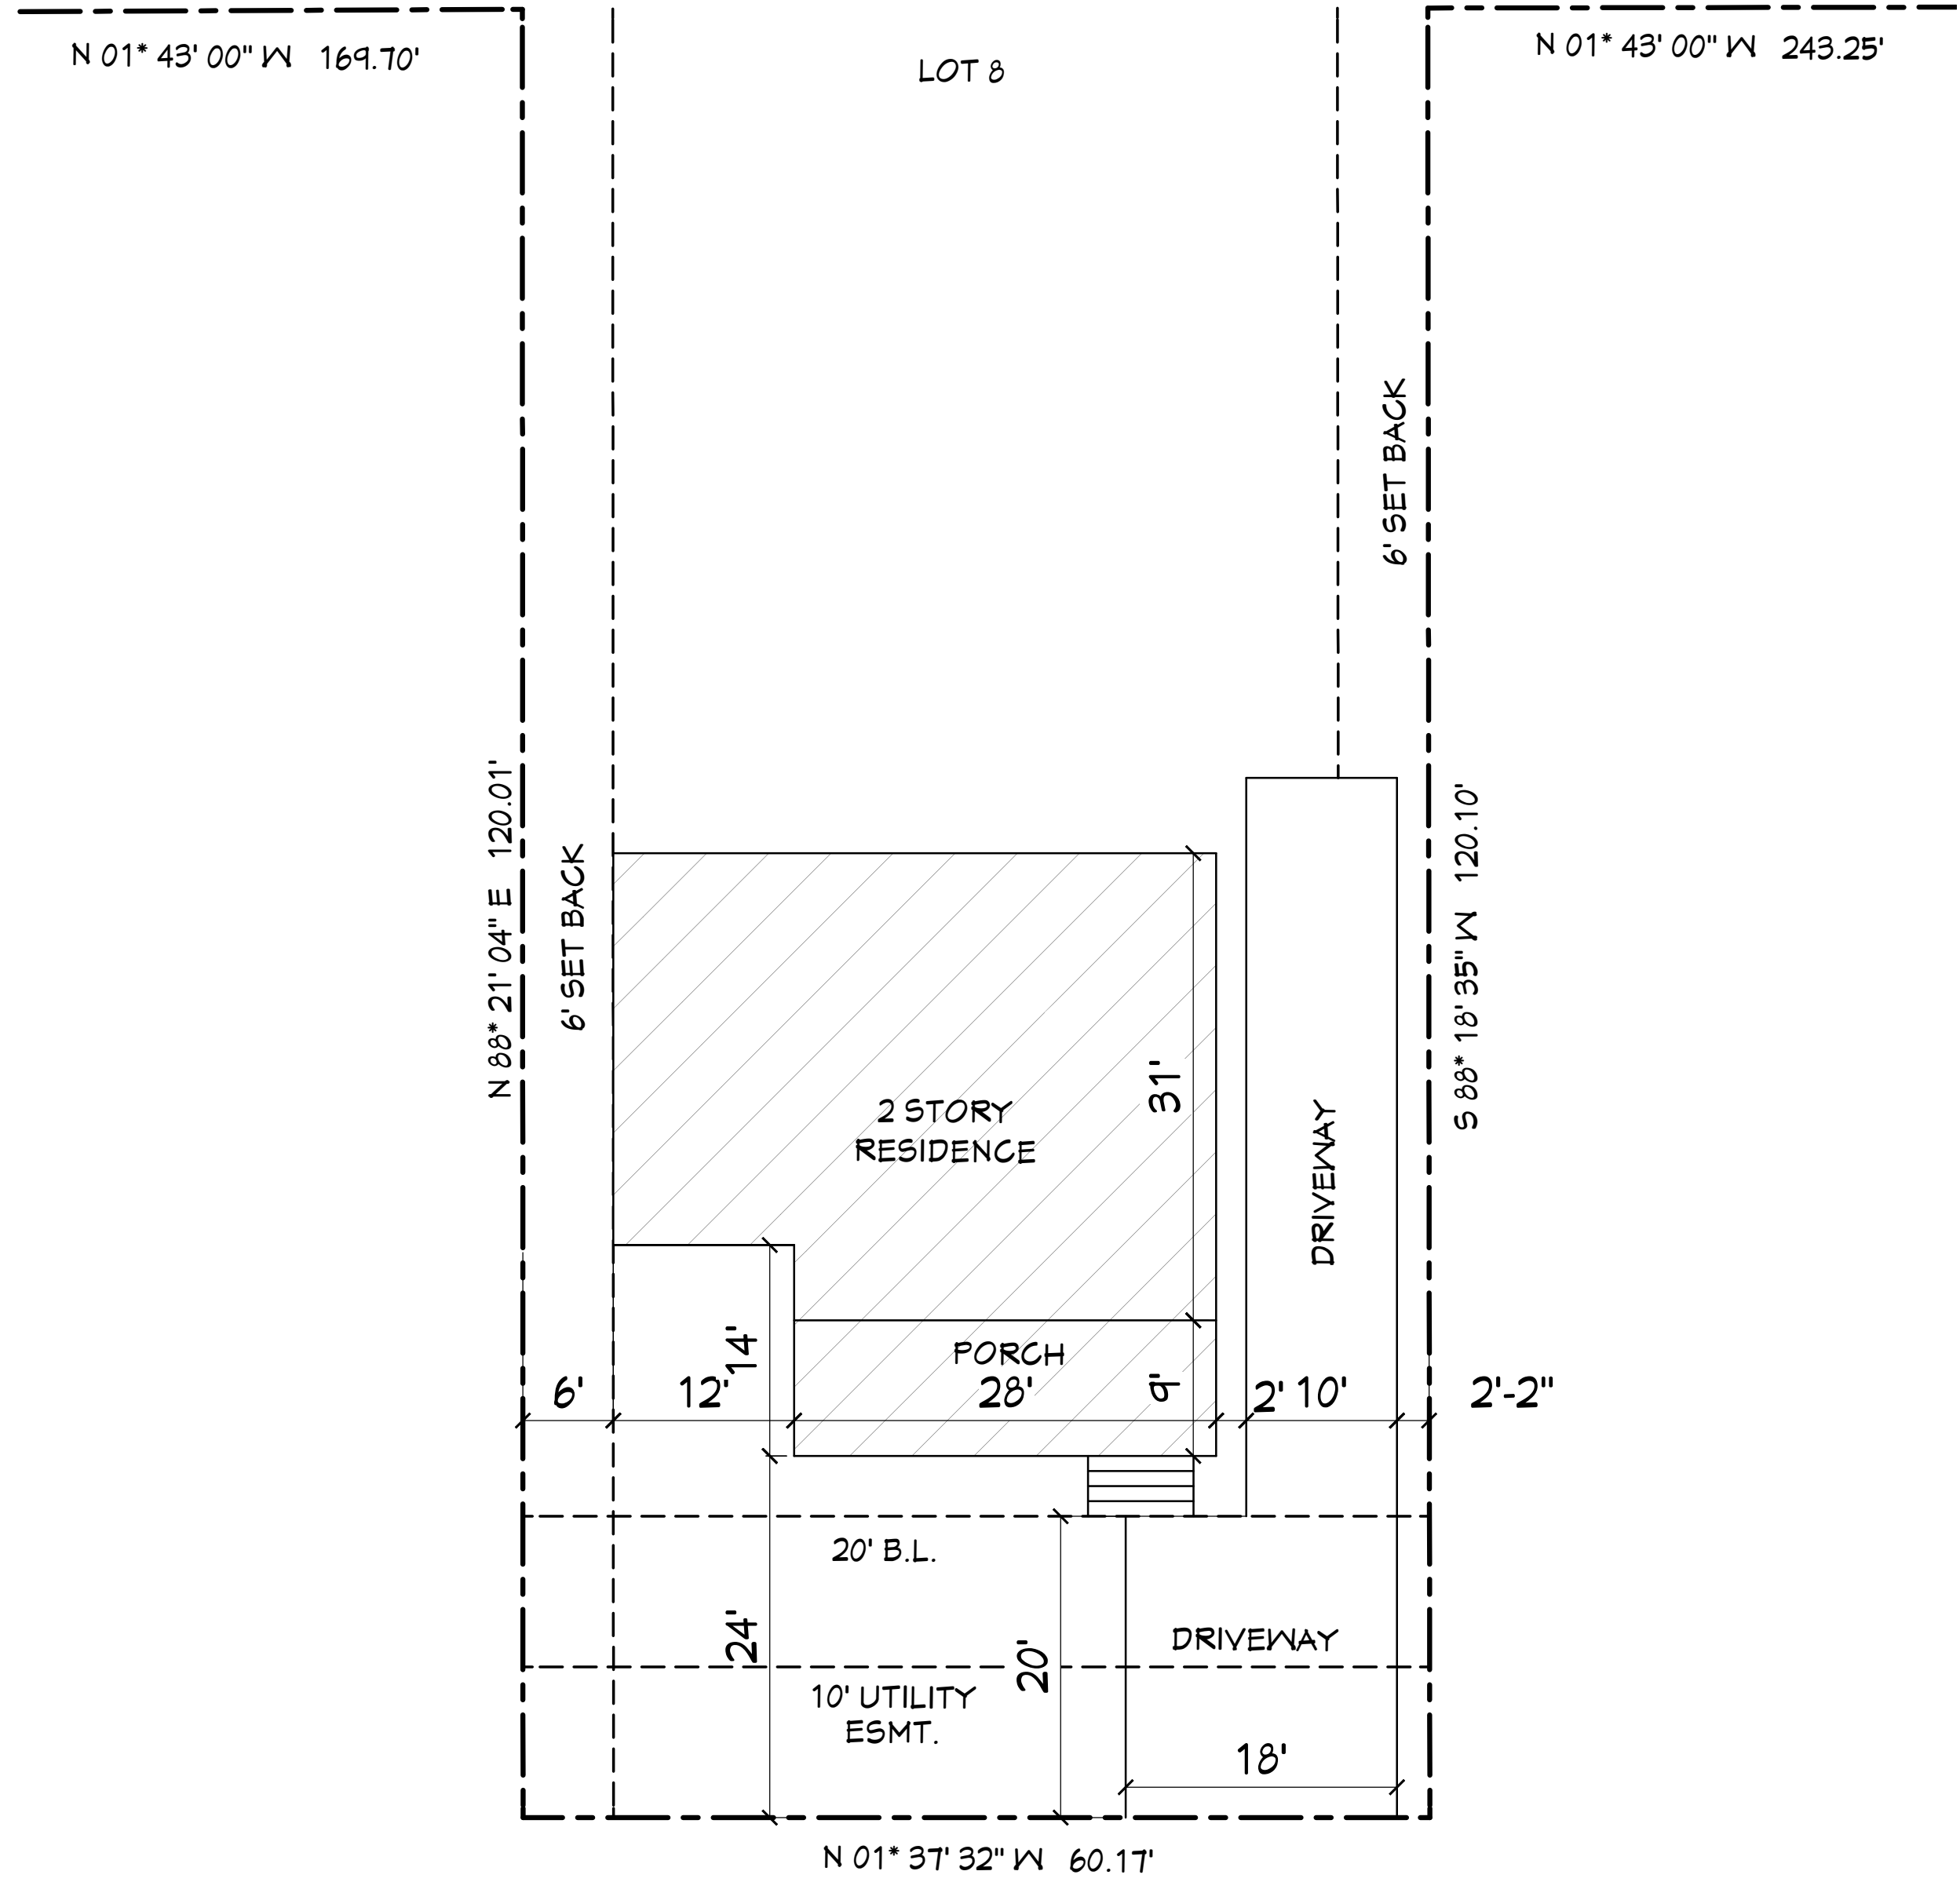 N 01* 43' 00" W 169.70'
LOT 8
N 01* 43' 00" W 243.25'
6' SET BACK
N 88* 21' 04" E 120.01'
6' SET BACK
S 88* 18' 35" W 120.10'
2 STORY
RESIDENCE
31'
DRIVEWAY
14'
PORCH
6'
12'
28'
9'
2'
10'
2'-2"
20' B.L.
24'
20'
DRIVEWAY
10' UTILITY
ESMT.
18'
N 01* 37' 32" W 60.17'